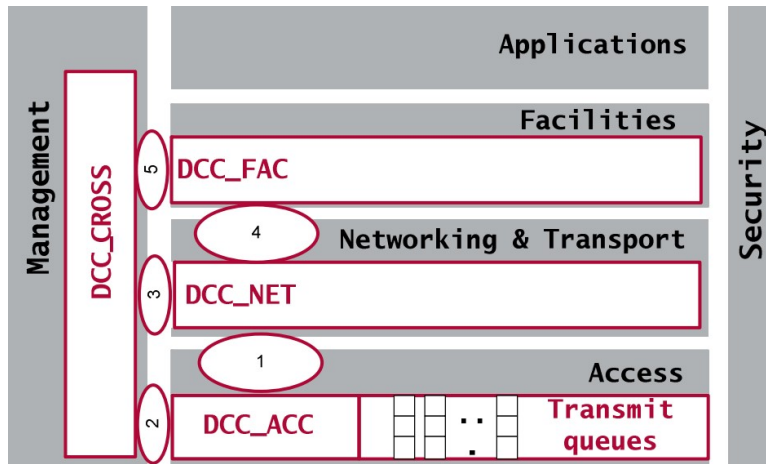 Applications
Management
Security
Facilities
DCC_CROSS
5
DCC_FAC
4
Networking & Transport
3
DCC_NET
1
Access
2
DCC_ACC
Transmit
queues